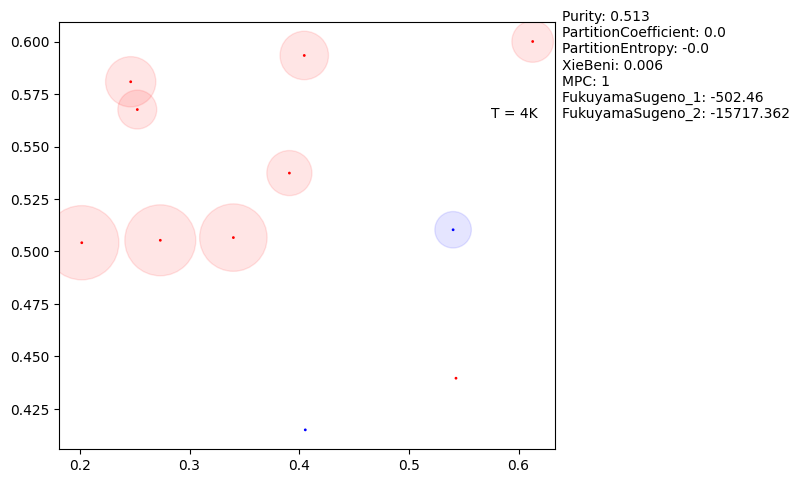 Purity: 0.513
PartitionCoefficient: 0.0
PartitionEntropy: -0.0
XieBeni: 0.006
MPC: 1
FukuyamaSugeno_1: -502.46
FukuyamaSugeno_2: -15717.362
T = 4K
0.600
0.575
0.550
0.525
0.500
0.475
0.450
0.425
0.2 0.3 0.4 0.5 0.6